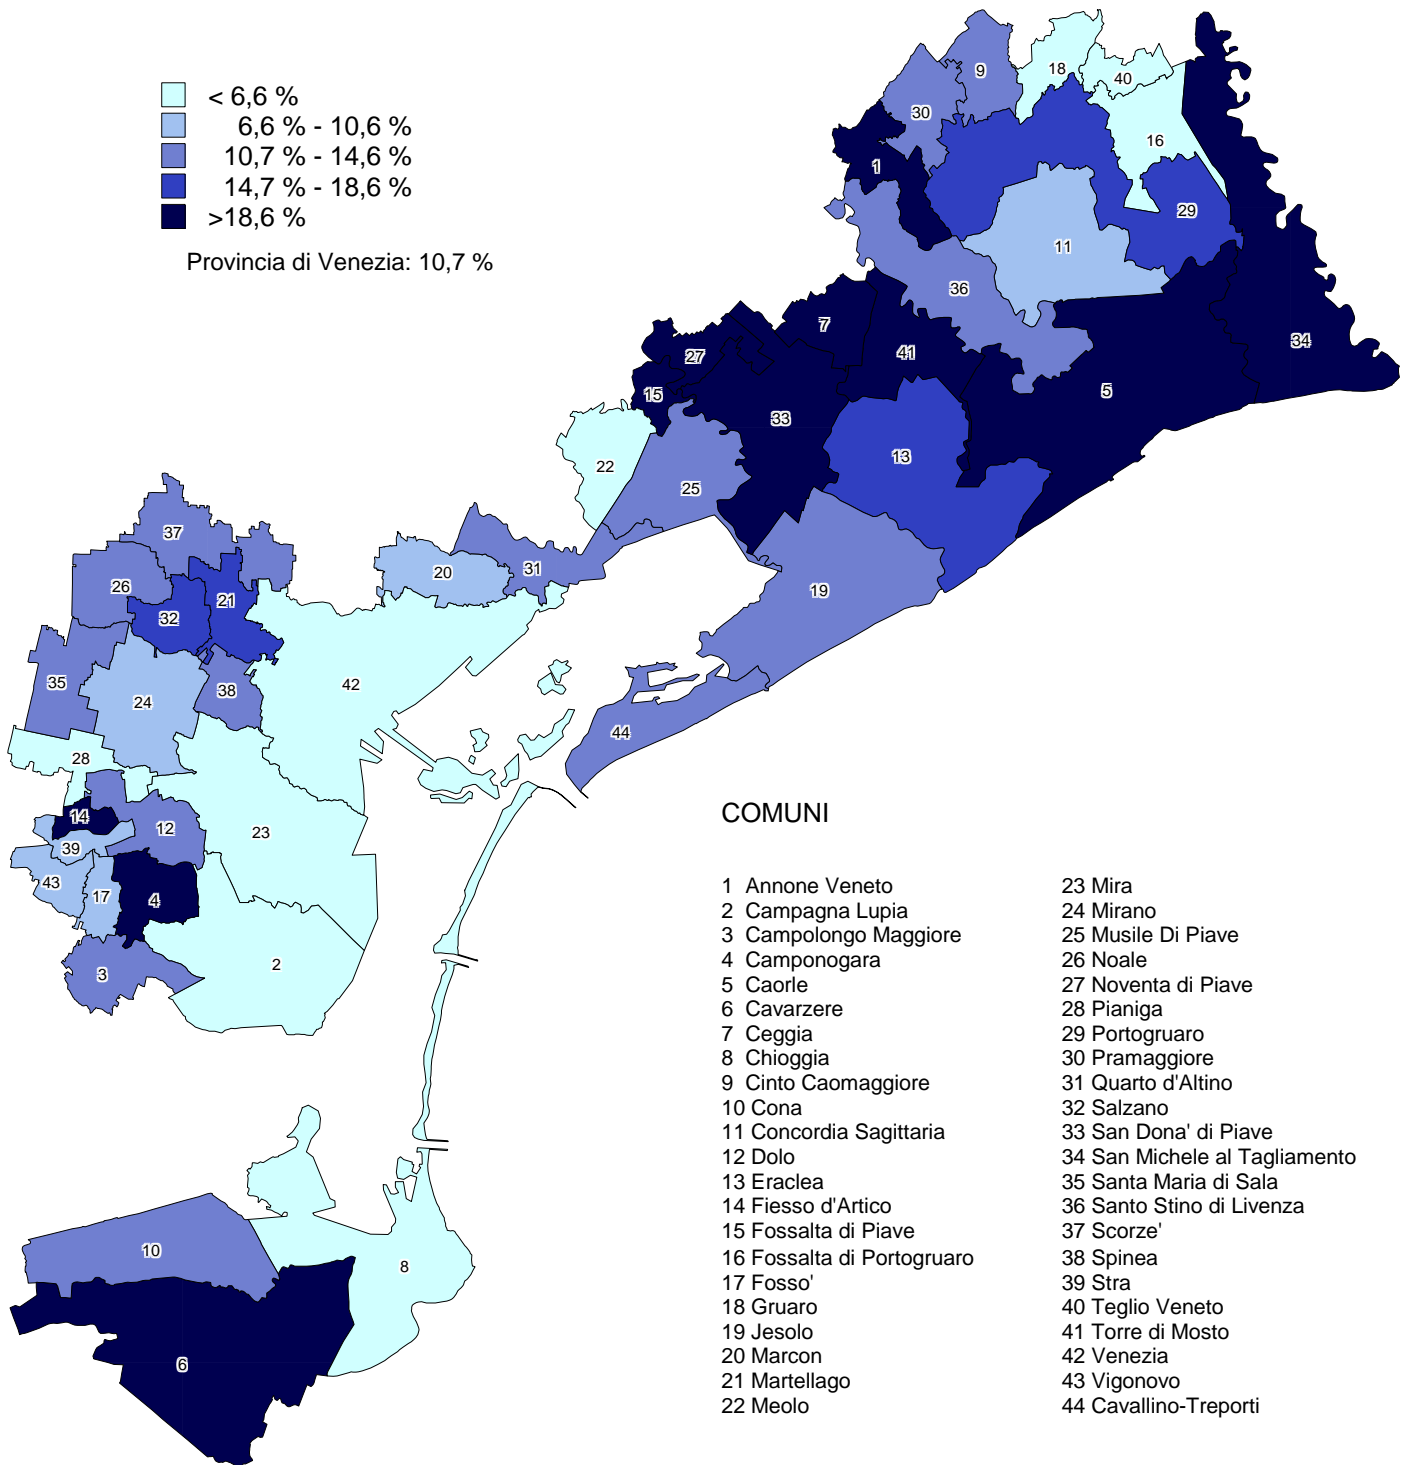 < 6,6 %
6,6 % - 10,6 %
10,7 % - 14,6 %
14,7 % - 18,6 %
>18,6 %
Provincia di Venezia: 10,7 %
9
18
40
30
16
1
29
11
36
34
7
41
27
5
15
33
13
22
25
37
20
31
26
21
19
32
42
35
38
24
44
28
14
12
23
39
43
17
4
2
3
10
8
6
COMUNI
1 Annone Veneto
2 Campagna Lupia
3 Campolongo Maggiore
4 Camponogara
5 Caorle
6 Cavarzere
7 Ceggia
8 Chioggia
9 Cinto Caomaggiore
10 Cona
11 Concordia Sagittaria
12 Dolo
13 Eraclea
14 Fiesso d'Artico
15 Fossalta di Piave
16 Fossalta di Portogruaro
17 Fosso'
18 Gruaro
19 Jesolo
20 Marcon
21 Martellago
22 Meolo
23 Mira
24 Mirano
25 Musile Di Piave
26 Noale
27 Noventa di Piave
28 Pianiga
29 Portogruaro
30 Pramaggiore
31 Quarto d'Altino
32 Salzano
33 San Dona' di Piave
34 San Michele al Tagliamento
35 Santa Maria di Sala
36 Santo Stino di Livenza
37 Scorze'
38 Spinea
39 Stra
40 Teglio Veneto
41 Torre di Mosto
42 Venezia
43 Vigonovo
44 Cavallino-Treporti